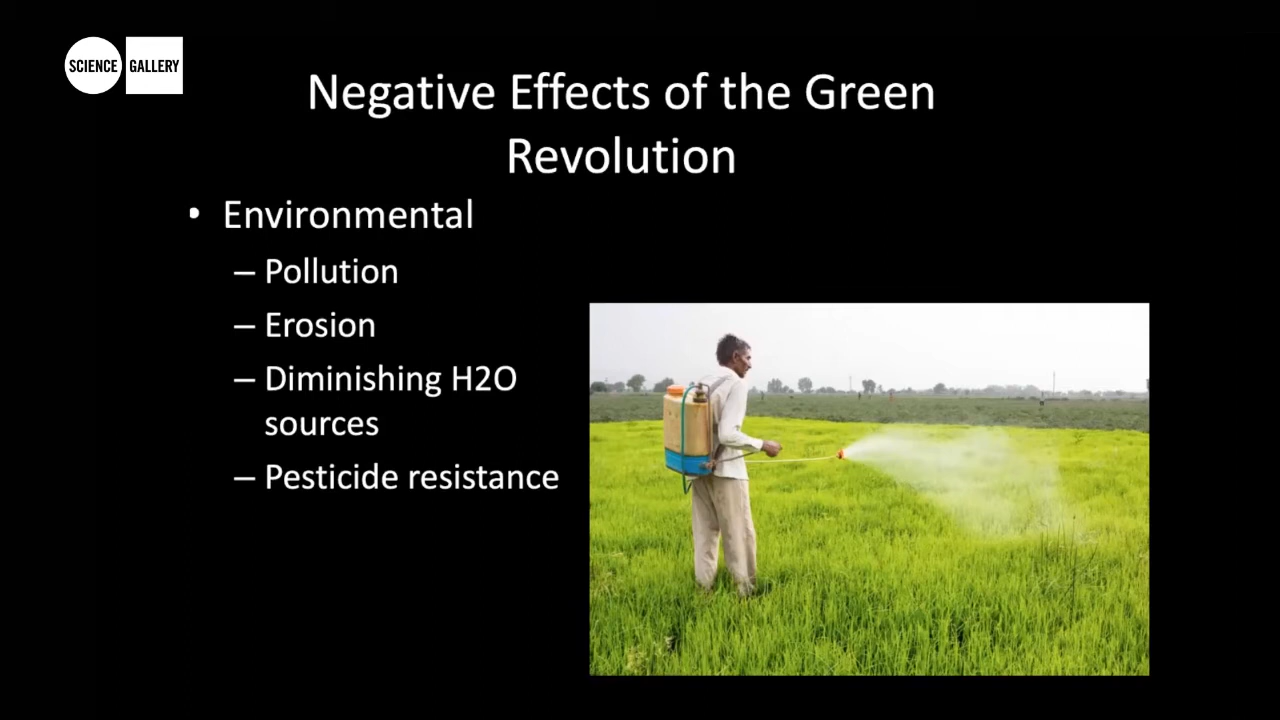 SCIENCE GALLERY
Negative Effects of the Green
Revolution
• Environmental
– Pollution
– Erosion
– Diminishing H2O
sources
– Pesticide resistance